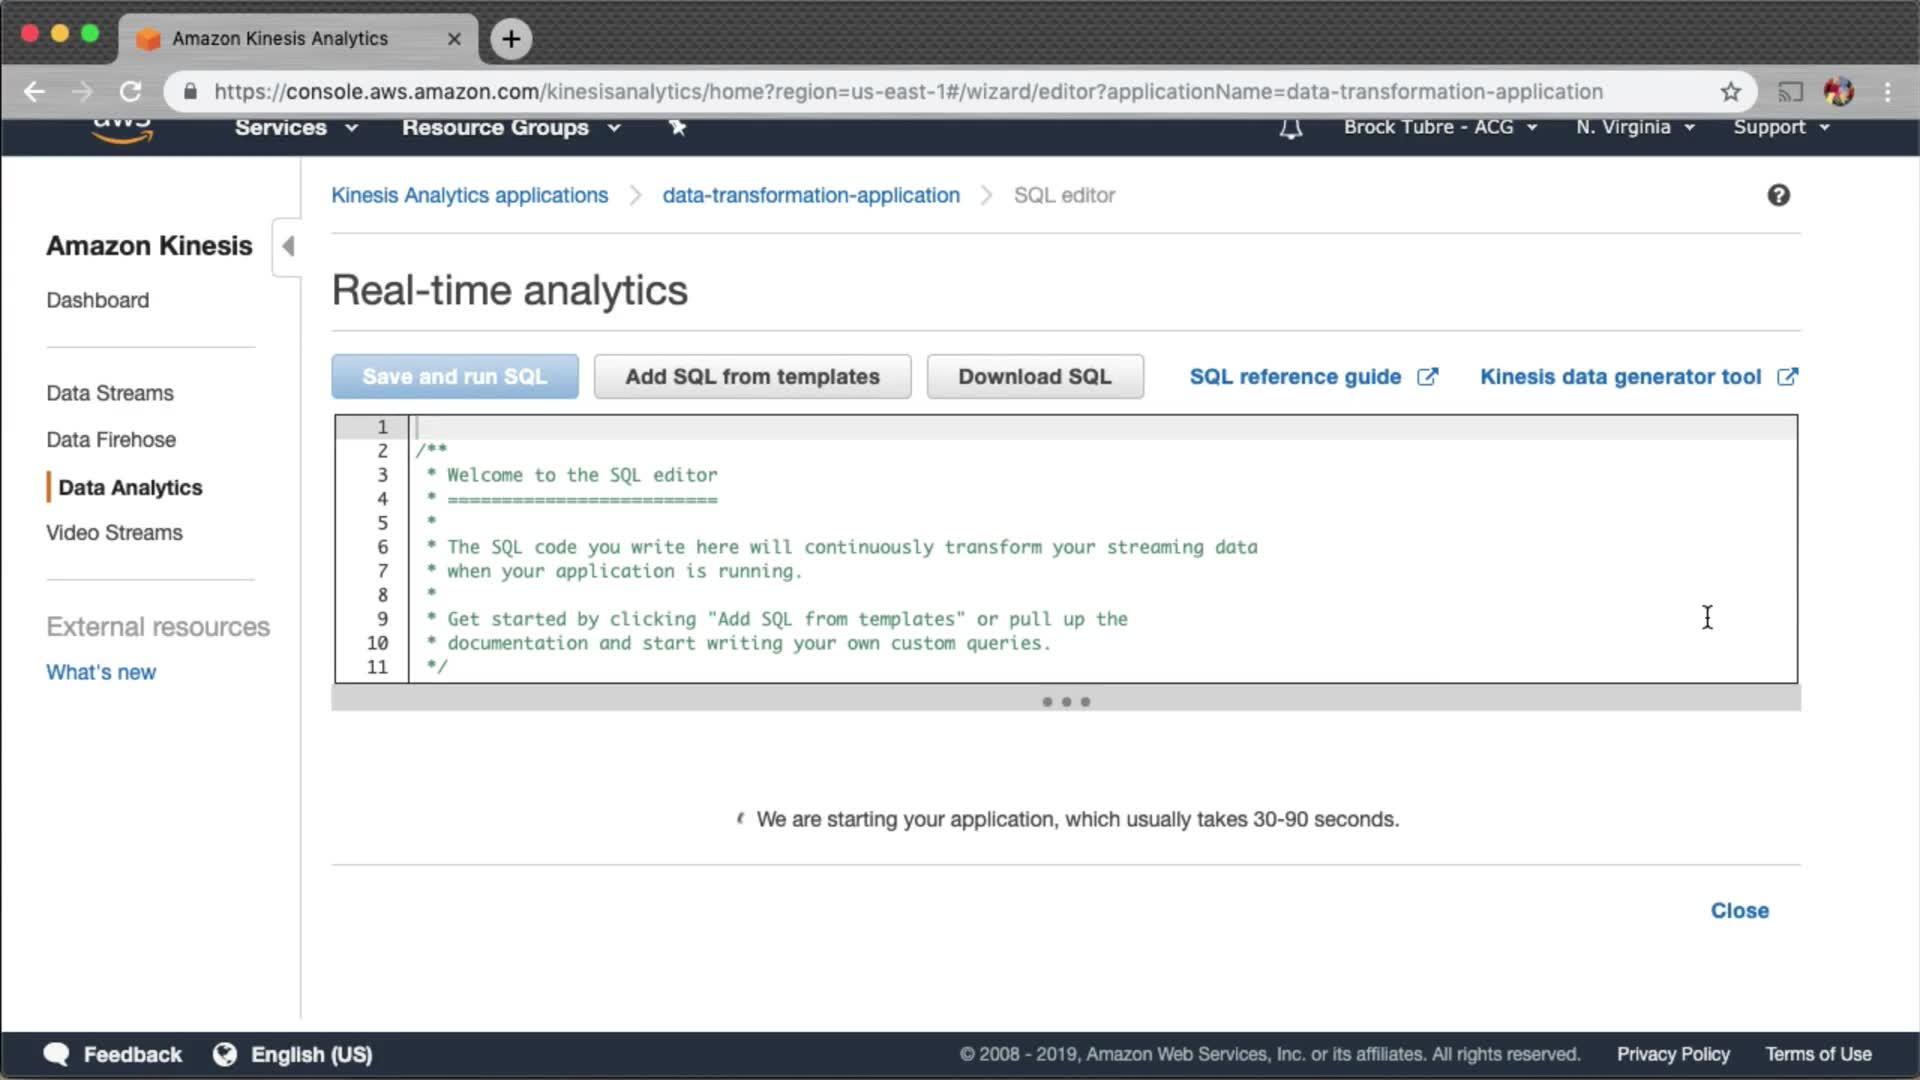 Amazon Kinesis Analytics
https://console.aws.amazon.com/kinesisanalytics/home?region=us-east-1#/wizard/editor?applicationName=data-transformation-application
aws Services Resource Groups Brock Tubre - ACG N. Virginia Support
Kinesis Analytics applications data-transformation-application SQL editor
Amazon Kinesis
Dashboard
Data Streams
Data Firehose
Data Analytics
Video Streams
External resources
What's new
Real-time analytics
Save and run SQL Add SQL from templates Download SQL SQL reference guide Kinesis data generator tool
1
2 /**
3 * Welcome to the SQL editor
4 * =========================
5 *
6 * The SQL code you write here will continuously transform your streaming data
7 * when your application is running.
8 *
9 * Get started by clicking "Add SQL from templates" or pull up the
10 * documentation and start writing your own custom queries.
11 */
We are starting your application, which usually takes 30-90 seconds.
Close
Feedback English (US) © 2008 - 2019, Amazon Web Services, Inc. or its affiliates. All rights reserved. Privacy Policy Terms of Use